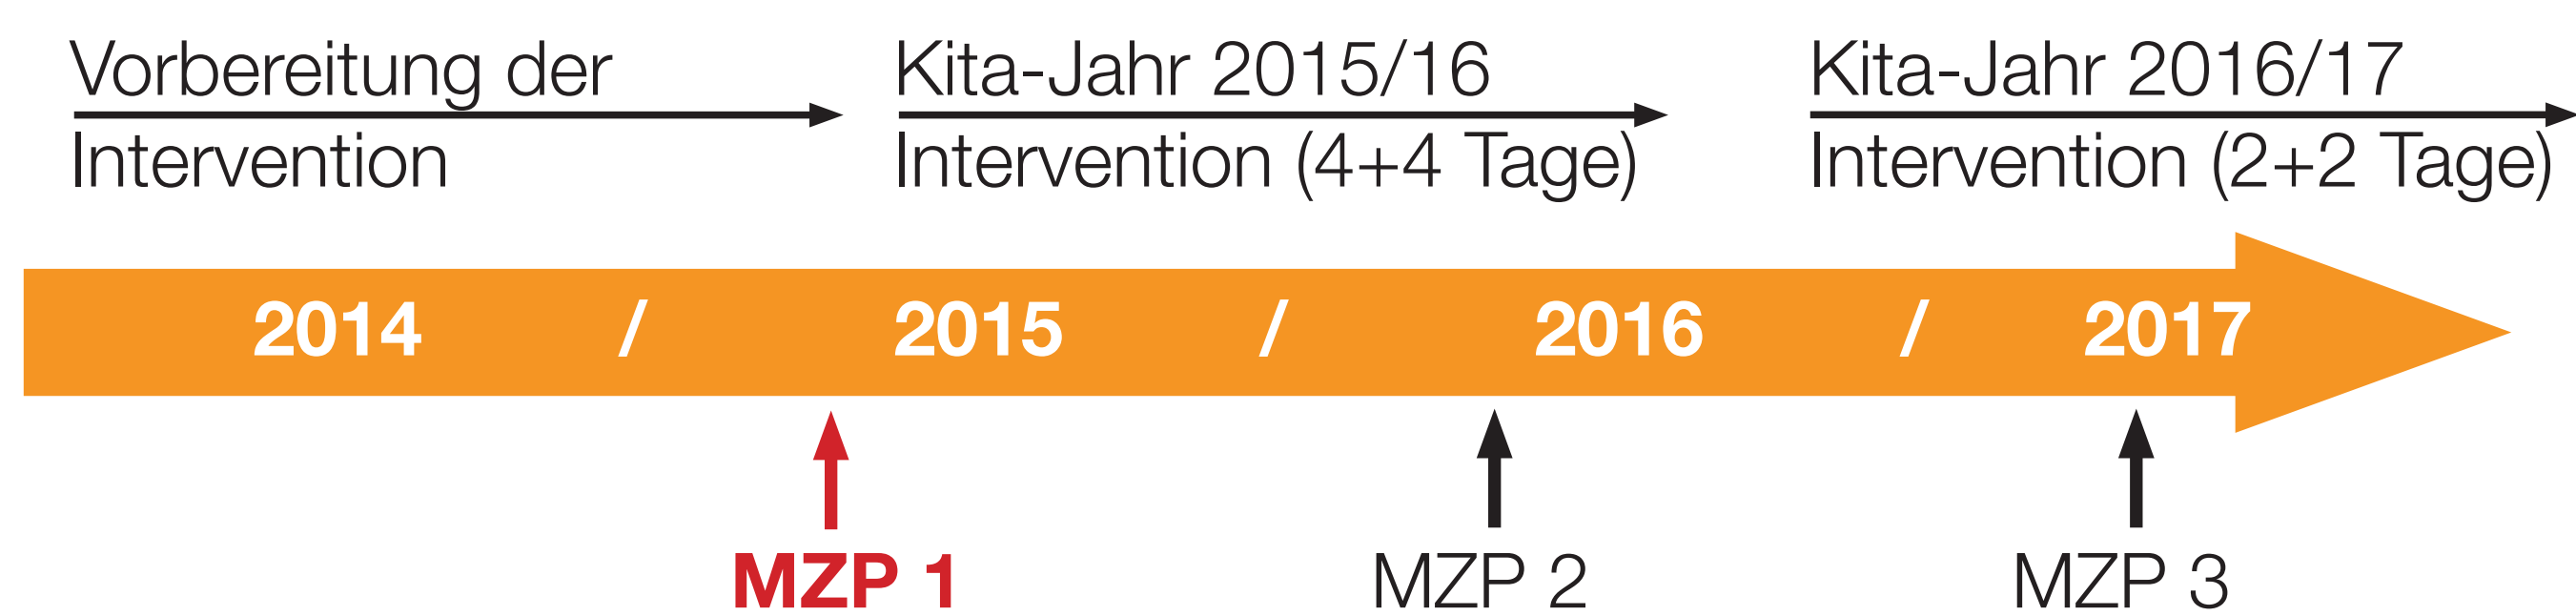 Vorbereitung der
Intervention
Kita-Jahr 2015/16
Intervention (4+4 Tage)
Kita-Jahr 2016/17
Intervention (2+2 Tage)
2014 / 2015 / 2016 / 2017
MZP 1
MZP 2
MZP 3